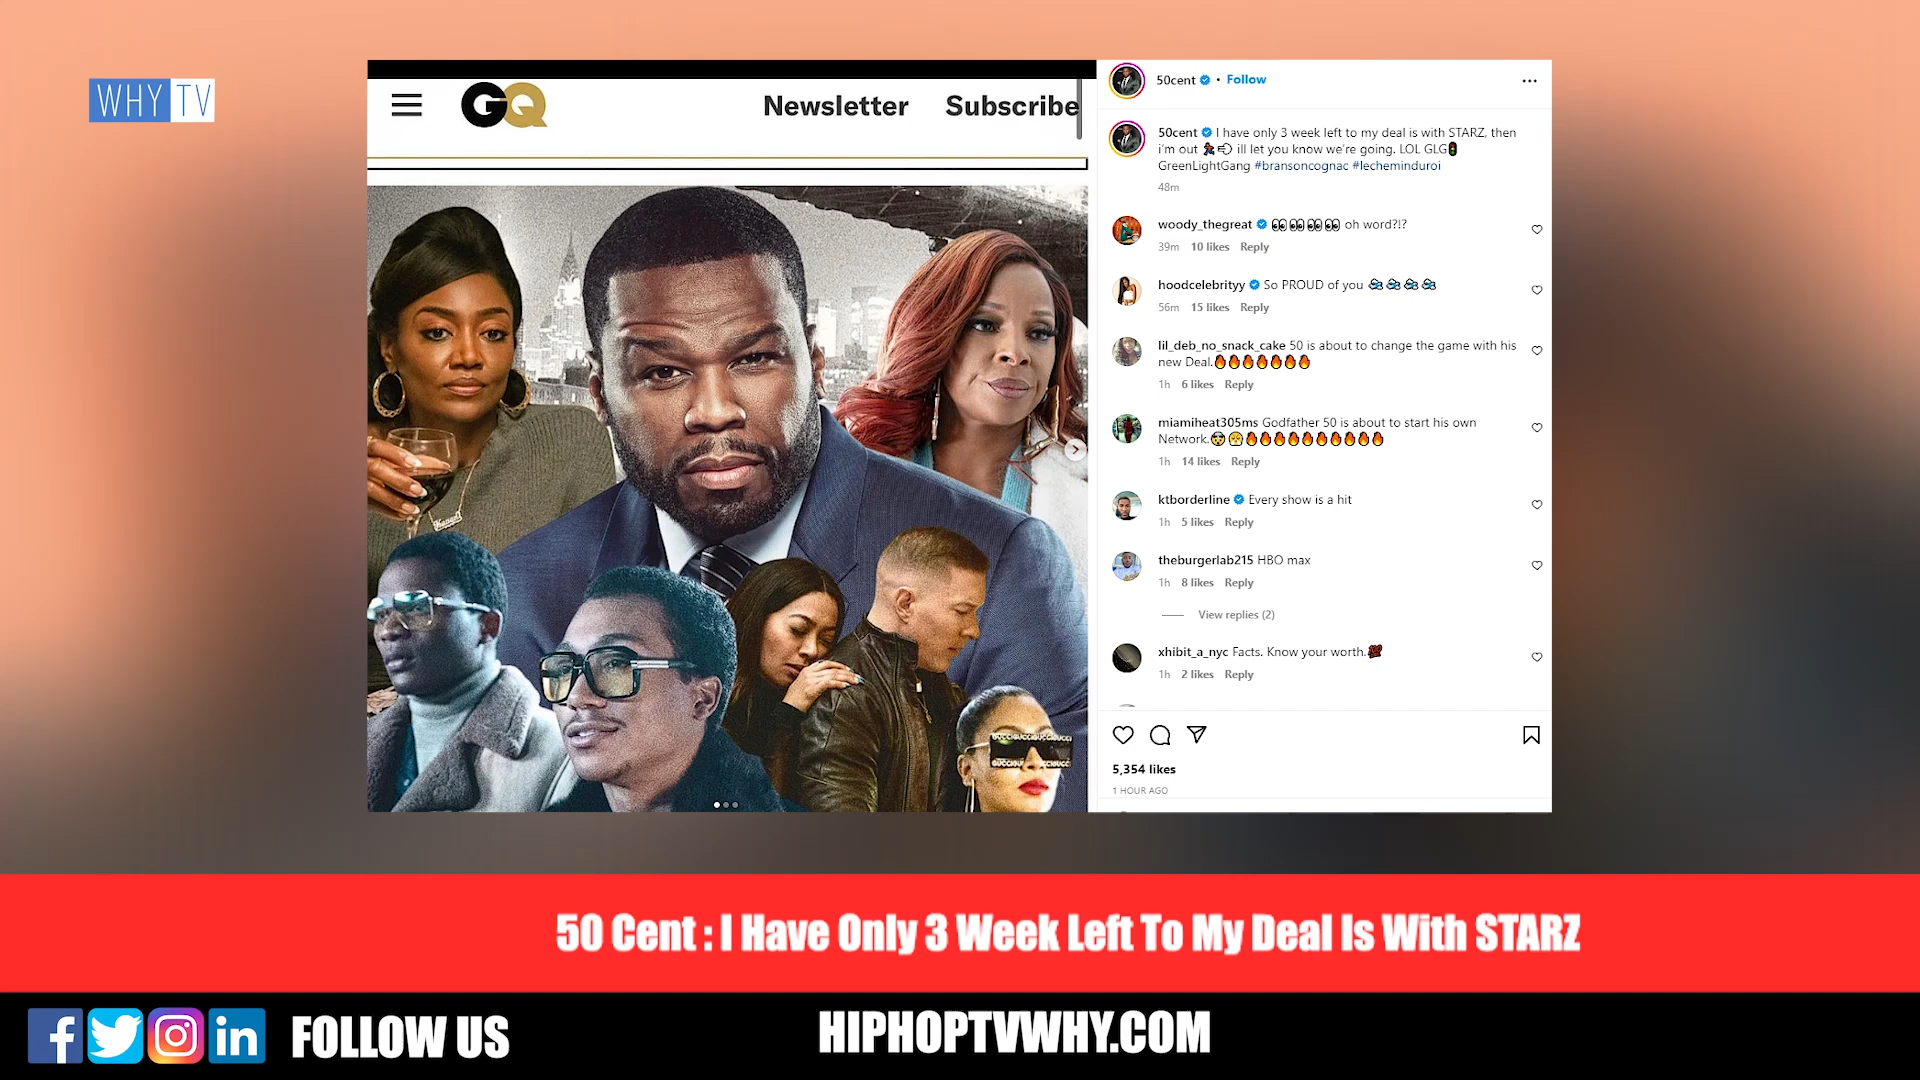 WHY TV
GQ
Newsletter Subscribe
50cent • Follow
50cent I have only 3 week left to my deal is with STARZ, then
i'm out 🏃🏿💨 ill let you know we're going. LOL GLG🚦
GreenLightGang #bransoncognac #lecheminduroi
48m
woody_thegreat 👀👀👀👀 oh word?!?
39m 10 likes Reply
hoodcelebrityy So PROUD of you
56m 15 likes Reply
lil_deb_no_snack_cake 50 is about to change the game with his
new Deal.🔥🔥🔥🔥🔥🔥🔥
1h 6 likes Reply
miamiheat305ms Godfather 50 is about to start his own
Network.🤯😤🔥🔥🔥🔥🔥🔥🔥🔥🔥🔥
1h 14 likes Reply
ktborderline Every show is a hit
1h 5 likes Reply
theburgerlab215 HBO max
1h 8 likes Reply
View replies (2)
xhibit_a_nyc Facts. Know your worth.💯
1h 2 likes Reply
5,354 likes
1 HOUR AGO
GUCCIGUCCIGUCCIGUCCI
50 Cent : I Have Only 3 Week Left To My Deal Is With STARZ
FOLLOW US
HIPHOPTVWHY.COM